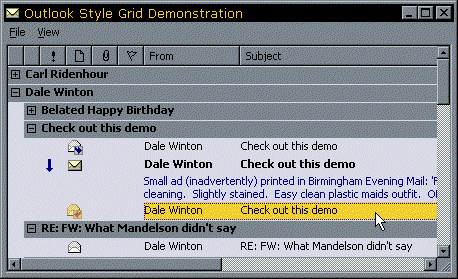 Outlook Style Grid Demonstration
File View
! From Subject
Carl Ridenhour
Dale Winton
Belated Happy Birthday
Check out this demo
Dale Winton Check out this demo
Dale Winton Check out this demo
Small ad (inadvertently) printed in Birmingham Evening Mail: 'F
cleaning. Slightly stained. Easy clean plastic maids outfit.
Dale Winton Check out this demo
RE: FW: What Mandelson didn't say
Dale Winton RE: FW: What Mandelson didn't say